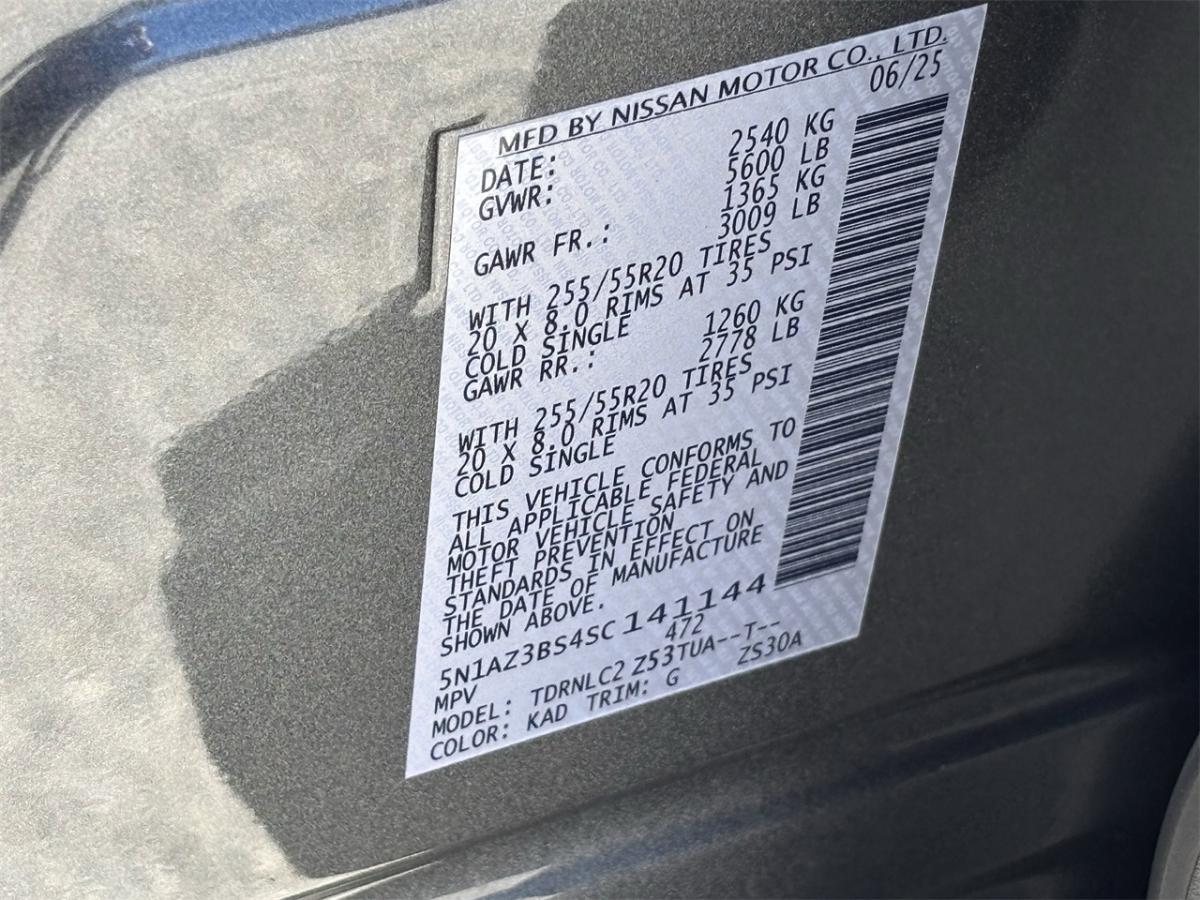 MFD BY NISSAN MOTOR CO., LTD.
DATE: 06/25
GVWR: 2540 KG
5600 LB
GAWR FR.: 1365 KG
3009 LB
WITH 255/55R20 TIRES
20 X 8.0 RIMS AT 35 PSI
COLD SINGLE
GAWR RR.: 1260 KG
2778 LB
WITH 255/55R20 TIRES
20 X 8.0 RIMS AT 35 PSI
COLD SINGLE
THIS VEHICLE CONFORMS TO
ALL APPLICABLE FEDERAL
MOTOR VEHICLE SAFETY AND
THEFT PREVENTION
STANDARDS IN EFFECT ON
THE DATE OF MANUFACTURE
SHOWN ABOVE.
5N1AZ3BS4SC 141144
MPV 472
MODEL: TDRNLC2 Z53TUA--T--
COLOR: KAD TRIM: G ZS30A